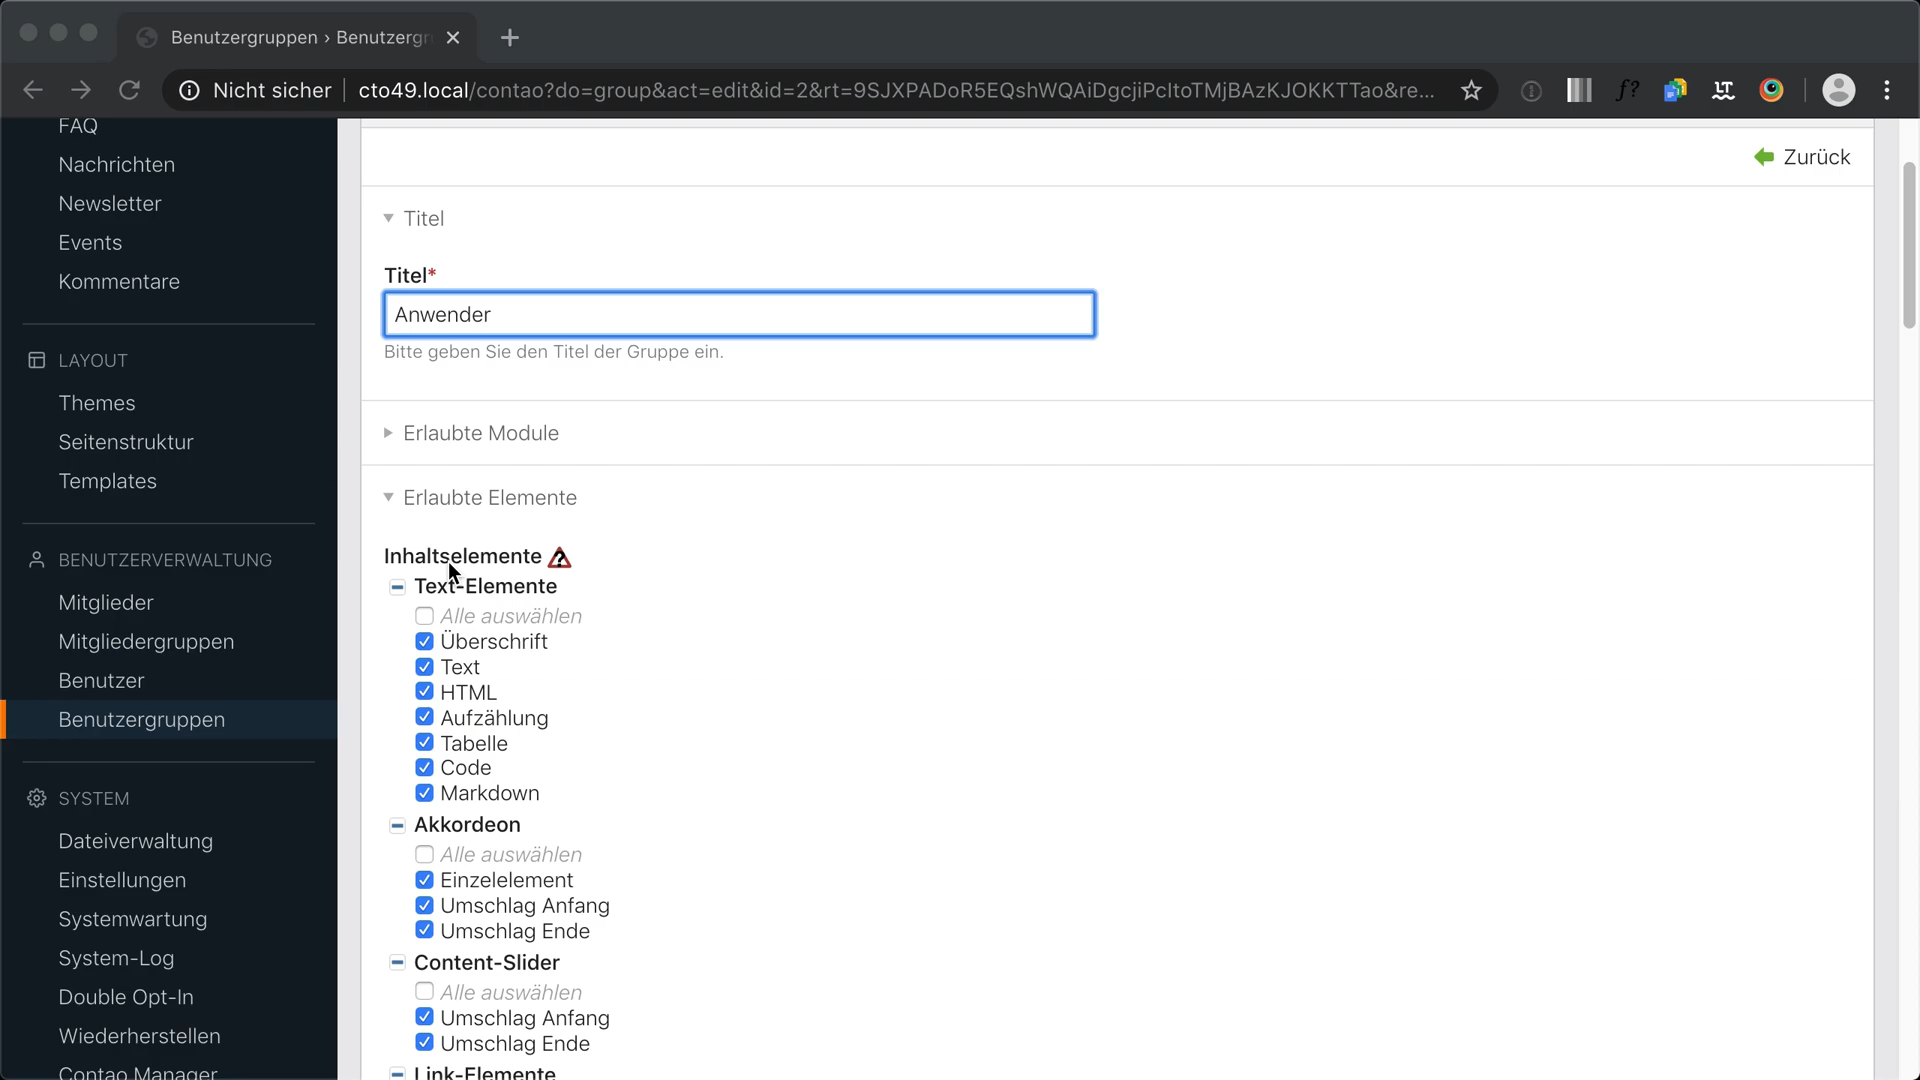 Benutzergruppen › Benutzergr
Nicht sicher
cto49.local/contao?do=group&act=edit&id=2&rt=9SJXPADoR5EQshWQAiDgcjiPcItoTMjBAzKJOKKTTao&re...
FAQ
Nachrichten
Newsletter
Events
Kommentare
LAYOUT
Themes
Seitenstruktur
Templates
BENUTZERVERWALTUNG
Mitglieder
Mitgliedergruppen
Benutzer
Benutzergruppen
SYSTEM
Dateiverwaltung
Einstellungen
Systemwartung
System-Log
Double Opt-In
Wiederherstellen
Contao Manager
Zurück
Titel
Titel*
Anwender
Bitte geben Sie den Titel der Gruppe ein.
Erlaubte Module
Erlaubte Elemente
Inhaltselemente
Text-Elemente
Alle auswählen
Überschrift
Text
HTML
Aufzählung
Tabelle
Code
Markdown
Akkordeon
Alle auswählen
Einzelelement
Umschlag Anfang
Umschlag Ende
Content-Slider
Alle auswählen
Umschlag Anfang
Umschlag Ende
Link-Elemente